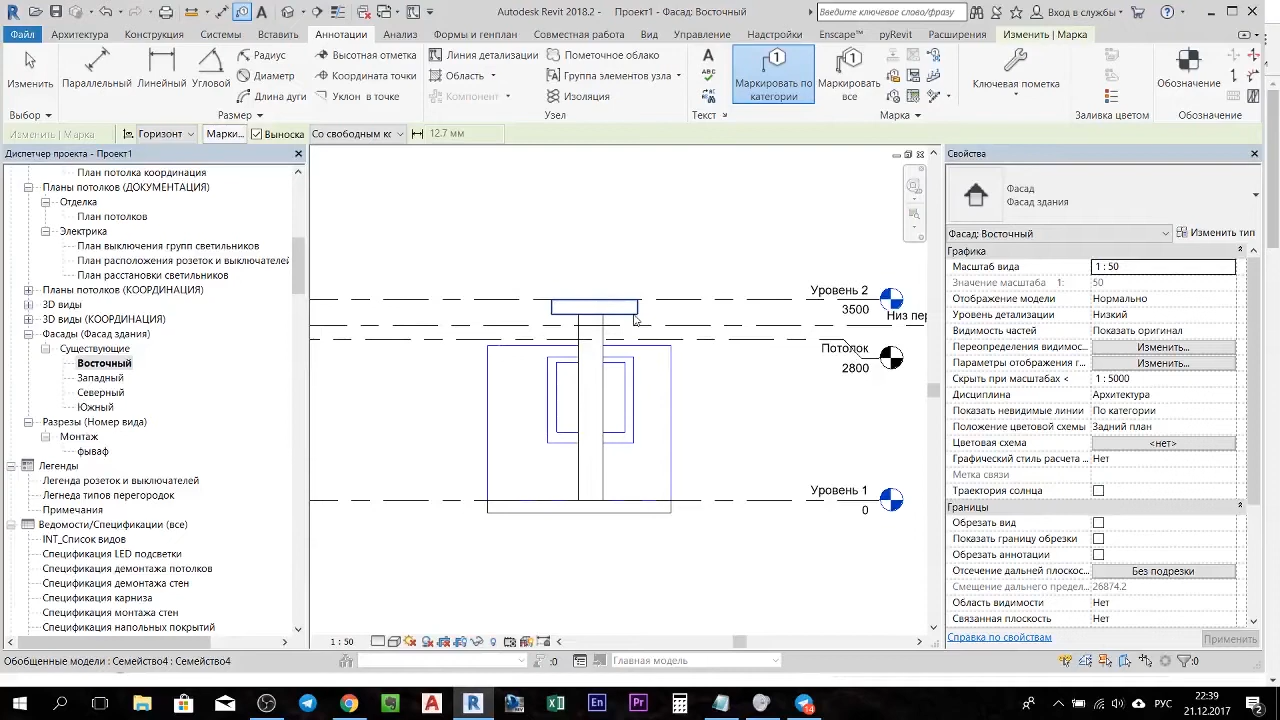 Autodesk Revit 2018.2 - Проект1 - Фасад: Восточный
Введите ключевое слово/фразу
Вход в службы
Файл Архитектура Конструкция Системы Вставить Аннотации Анализ Формы и генплан Совместная работа Вид Управление Надстройки Enscape™ pyRevit Расширения Изменить | Марка
Изменить
Параллельный
Линейный
Угловой
Радиус
Диаметр
Длина дуги
Высотная отметка
Координата точки
Уклон в точке
Линия детализации
Область
Компонент
Пометочное облако
Группа элементов узла
Изоляция
A
ABC
Маркировать по категории
Маркировать все
Ключевая пометка
Обозначение
Выбор
Размер
Узел
Текст
Марка
Заливка цветом
Обозначение
Изменить | Марка
Горизонт
Марки...
Выноска
Со свободным кс
12.7 мм
Диспетчер проекта - Проект1
План потолка координация
Планы потолков (ДОКУМЕНТАЦИЯ)
Отделка
План потолков
Электрика
План выключения групп светильников
План расположения розеток и выключателей
План расстановки светильников
Планы потолков (КООРДИНАЦИЯ)
3D виды
3D виды (КООРДИНАЦИЯ)
Фасады (Фасад здания)
Существующие
Восточный
Западный
Северный
Южный
Разрезы (Номер вида)
Монтаж
фываф
Легенды
Легенда розеток и выключателей
Легнеда типов перегородок
Примечания
Ведомости/Спецификации (все)
INT_Список видов
Спецификация LED подсветки
Спецификация демонтажа потолков
Спецификация демонтажа стен
Спецификация карниза
Спецификация монтажа стен
Спецификация напольных покрытий
Уровень 2
3500
Низ пер
Потолок
2800
Уровень 1
0
Свойства
Фасад
Фасад здания
Фасад: Восточный
Изменить тип
Графика
Масштаб вида 1 : 50
Значение масштаба 1: 50
Отображение модели Нормально
Уровень детализации Низкий
Видимость частей Показать оригинал
Переопределения видимос... Изменить...
Параметры отображения г... Изменить...
Скрыть при масштабах < 1 : 5000
Дисциплина Архитектура
Показать невидимые линии По категории
Положение цветовой схемы Задний план
Цветовая схема <нет>
Графический стиль расчета ... Нет
Метка связи
Траектория солнца
Границы
Обрезать вид
Показать границу обрезки
Обрезать аннотации
Отсечение дальней плоскос... Без подрезки
Смещение дальнего предел... 26874.2
Область видимости Нет
Связанная плоскость Нет
Справка по свойствам
Применить
1 : 50
Обобщенные модели : Семейство4 : Семейство4
:0
Главная модель
:0
РУС
22:39
21.12.2017